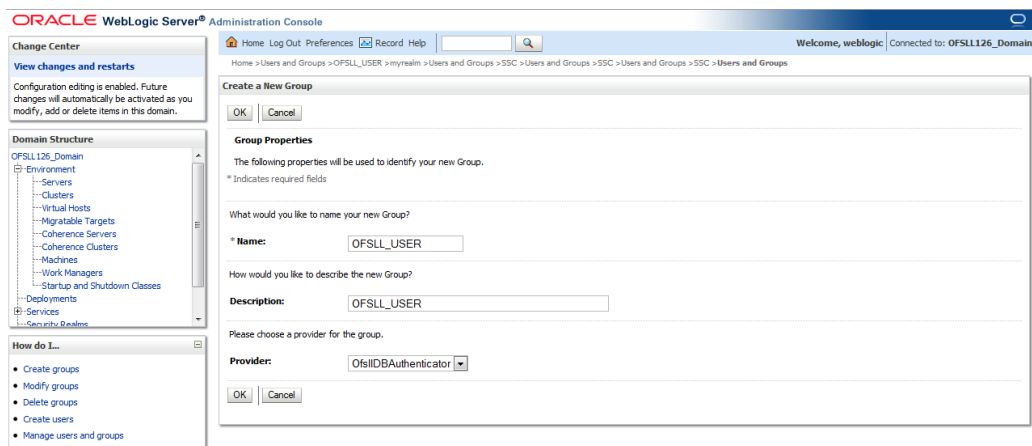 ORACLE WebLogic Server® Administration Console
Change Center
View changes and restarts
Configuration editing is enabled. Future
changes will automatically be activated as you
modify, add or delete items in this domain.
Domain Structure
OFSLL126_Domain
Environment
Servers
Clusters
Virtual Hosts
Migratable Targets
Coherence Servers
Coherence Clusters
Machines
Work Managers
Startup and Shutdown Classes
Deployments
Services
Security Realms
How do I...
Create groups
Modify groups
Delete groups
Create users
Manage users and groups
Home Log Out Preferences Record Help
Welcome, weblogic Connected to: OFSLL126_Domain
Home >Users and Groups >OFSLL_USER >myrealm >Users and Groups >SSC >Users and Groups >SSC >Users and Groups >SSC >Users and Groups
Create a New Group
OK Cancel
Group Properties
The following properties will be used to identify your new Group.
* Indicates required fields
What would you like to name your new Group?
* Name: OFSLL_USER
How would you like to describe the new Group?
Description: OFSLL_USER
Please choose a provider for the group.
Provider: OfsllDBAuthenticator
OK Cancel